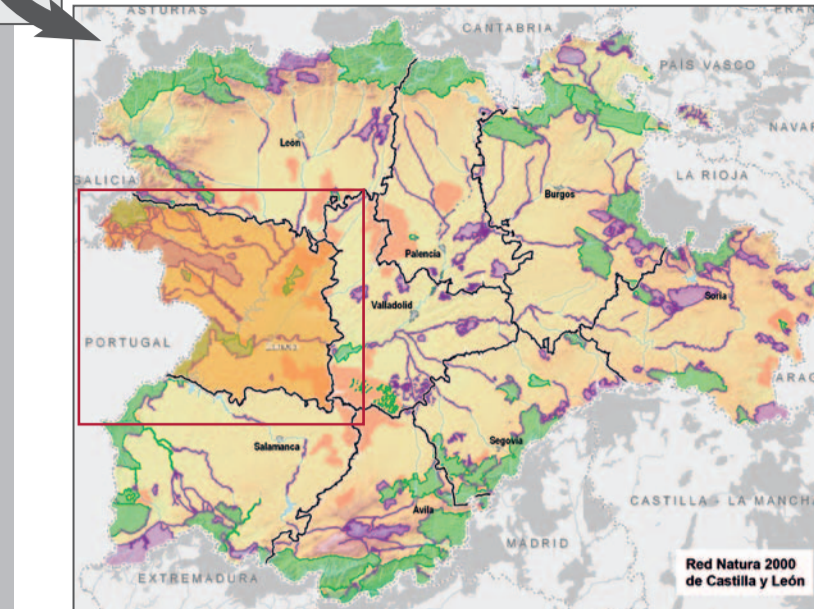 ASTURIAS
CANTABRIA
FRAN
PAÍS VASCO
NAVAR
León
GALICIA
LA RIOJA
Burgos
Palencia
Soria
Valladolid
PORTUGAL
ARAG
Salamanca
Segovia
CASTILLA - LA MANCHA
Ávila
MADRID
EXTREMADURA
Red Natura 2000
de Castilla y León